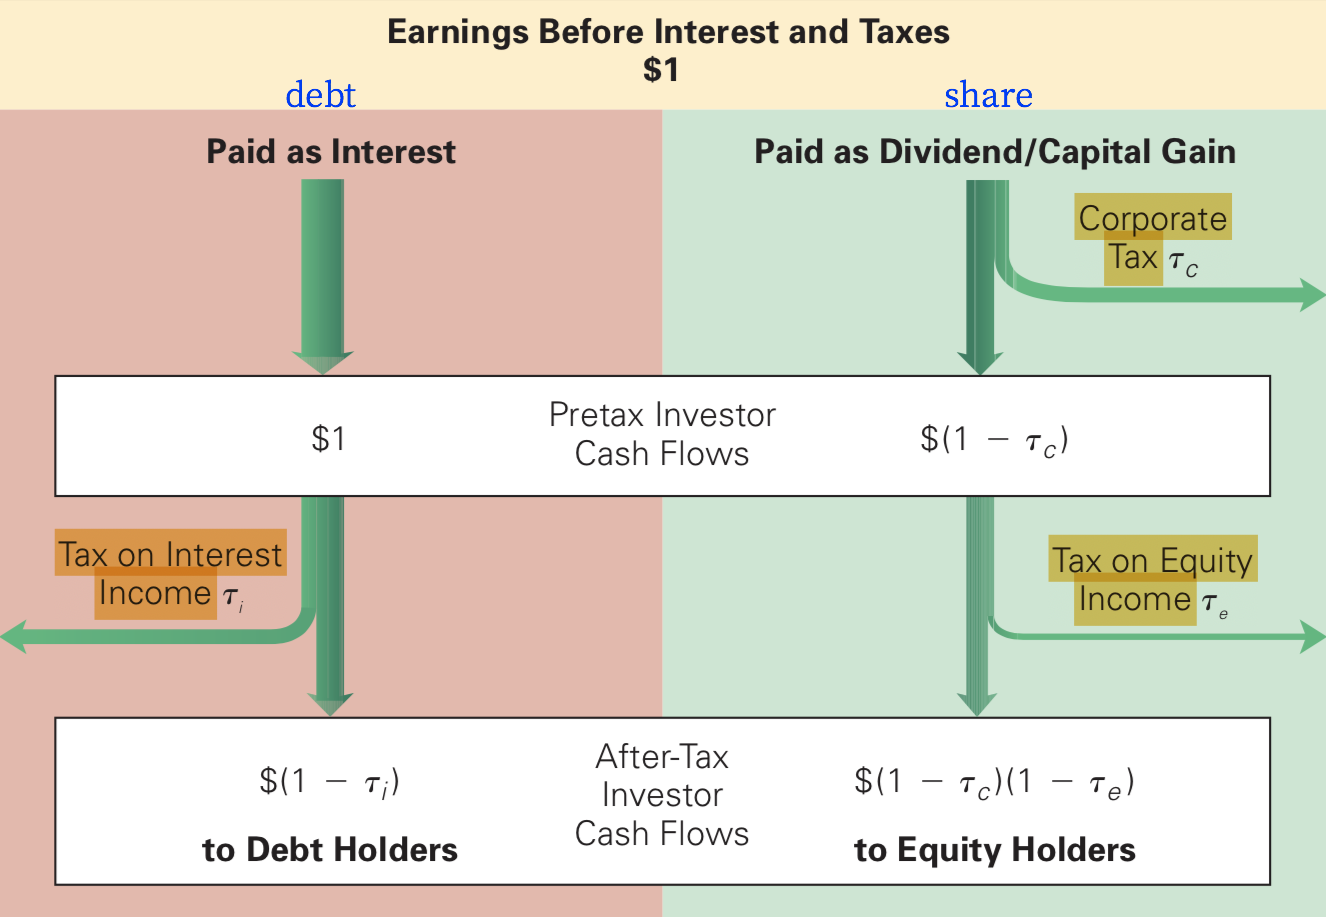 Earnings Before Interest and Taxes
$1
debt
share
Paid as Interest
Paid as Dividend/Capital Gain
Corporate
Tax τc
$1
Pretax Investor
Cash Flows
$(1 − τc)
Tax on Interest
Income τi
Tax on Equity
Income τe
$(1 − τi)
to Debt Holders
After-Tax
Investor
Cash Flows
$(1 − τc)(1 − τe)
to Equity Holders